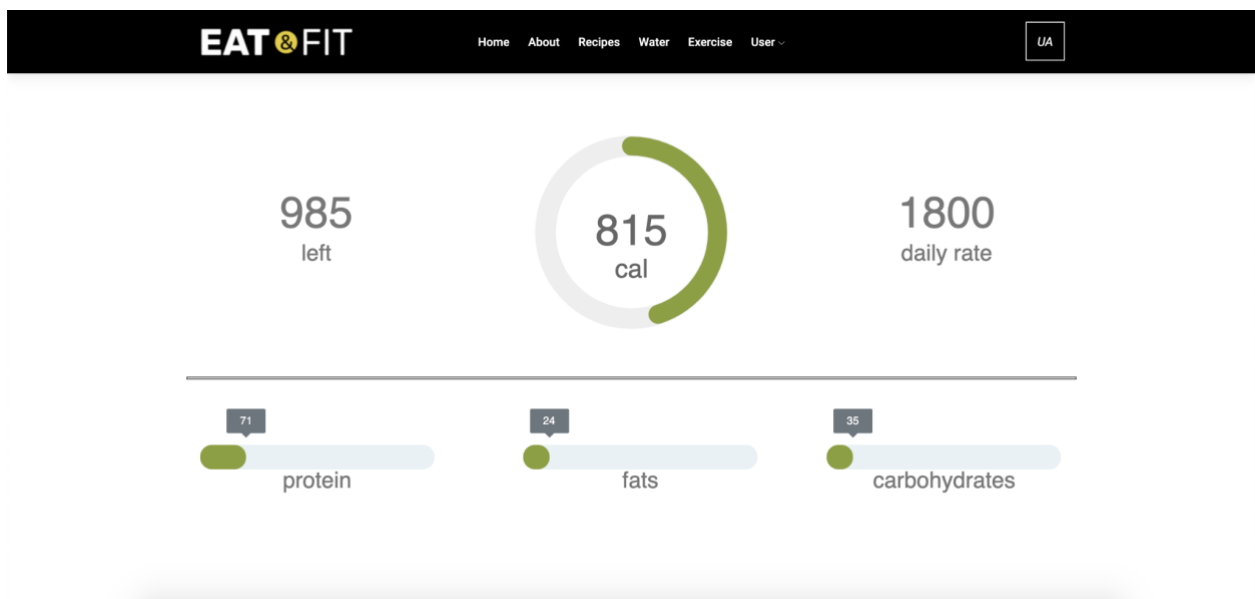 EAT & FIT
Home About Recipes Water Exercise User
UA
985
left
815
cal
1800
daily rate
71
protein
24
fats
35
carbohydrates